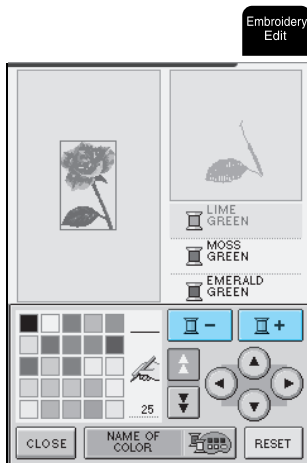 Embroidery
Edit
LIME
GREEN
MOSS
GREEN
EMERALD
GREEN
-
+
25
CLOSE
NAME OF
COLOR
RESET